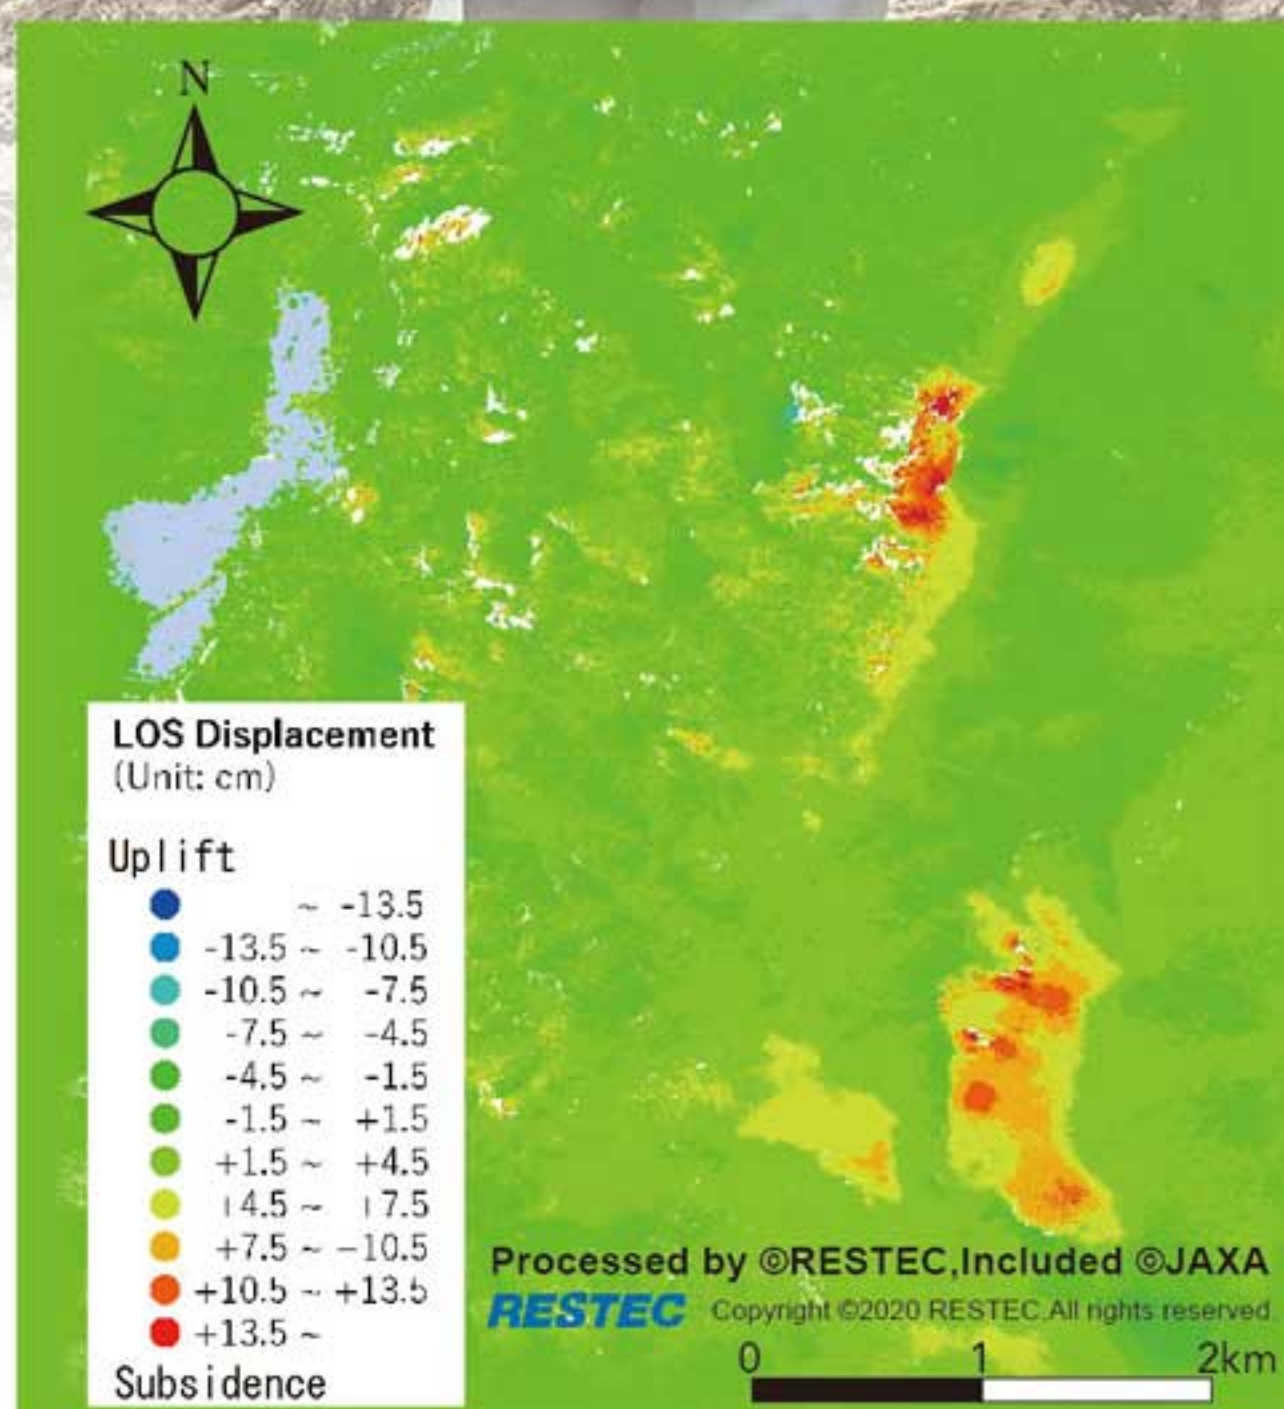 N
LOS Displacement
(Unit: cm)
Uplift
~ -13.5
-13.5 ~ -10.5
-10.5 ~ -7.5
-7.5 ~ -4.5
-4.5 ~ -1.5
-1.5 ~ +1.5
+1.5 ~ +4.5
+4.5 ~ +7.5
+7.5 ~ -10.5
+10.5 ~ +13.5
+13.5 ~
Subsidence
Processed by ©RESTEC,Included ©JAXA
RESTEC Copyright ©2020 RESTEC.All rights reserved
0 1 2km